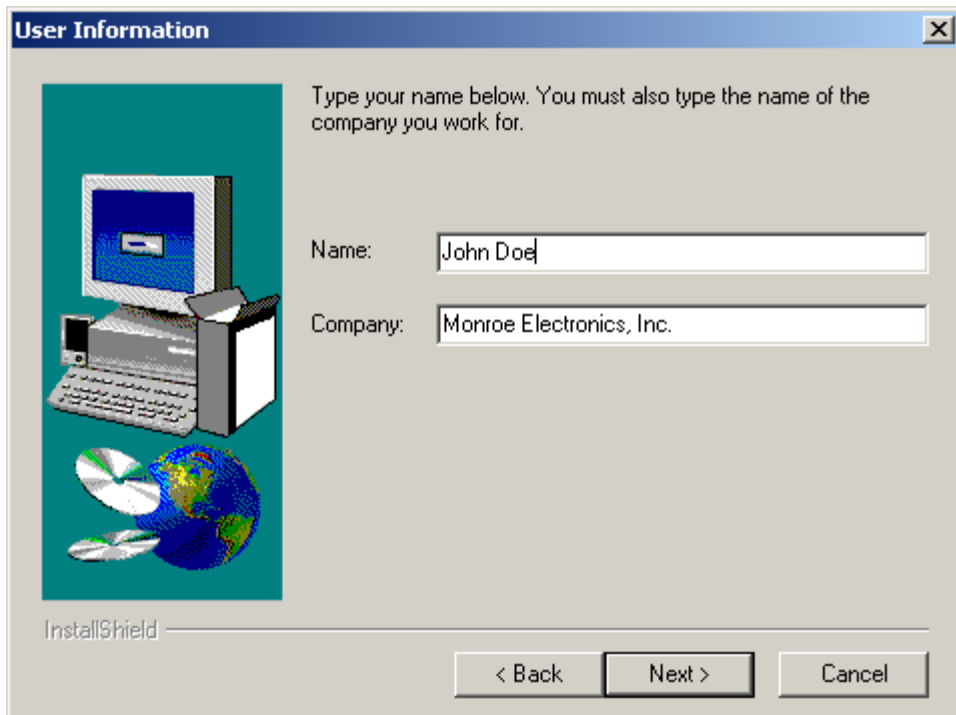 User Information
Type your name below. You must also type the name of the
company you work for.
Name: John Doe
Company: Monroe Electronics, Inc.
InstallShield
< Back Next > Cancel